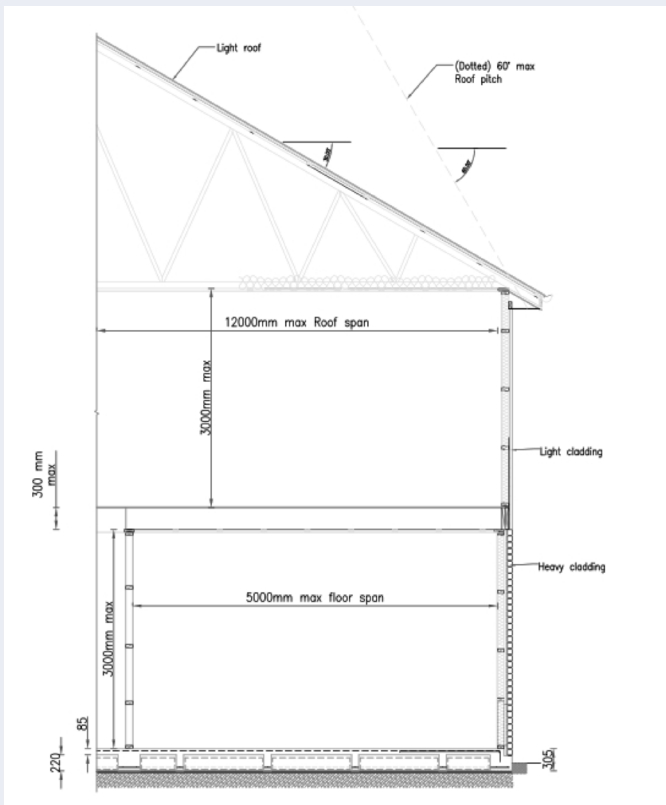 Light roof
(Dotted) 60° max
Roof pitch
12000mm max Roof span
3000mm max
300 mm
max
Light cladding
Heavy cladding
5000mm max floor span
3000mm max
85
220
305